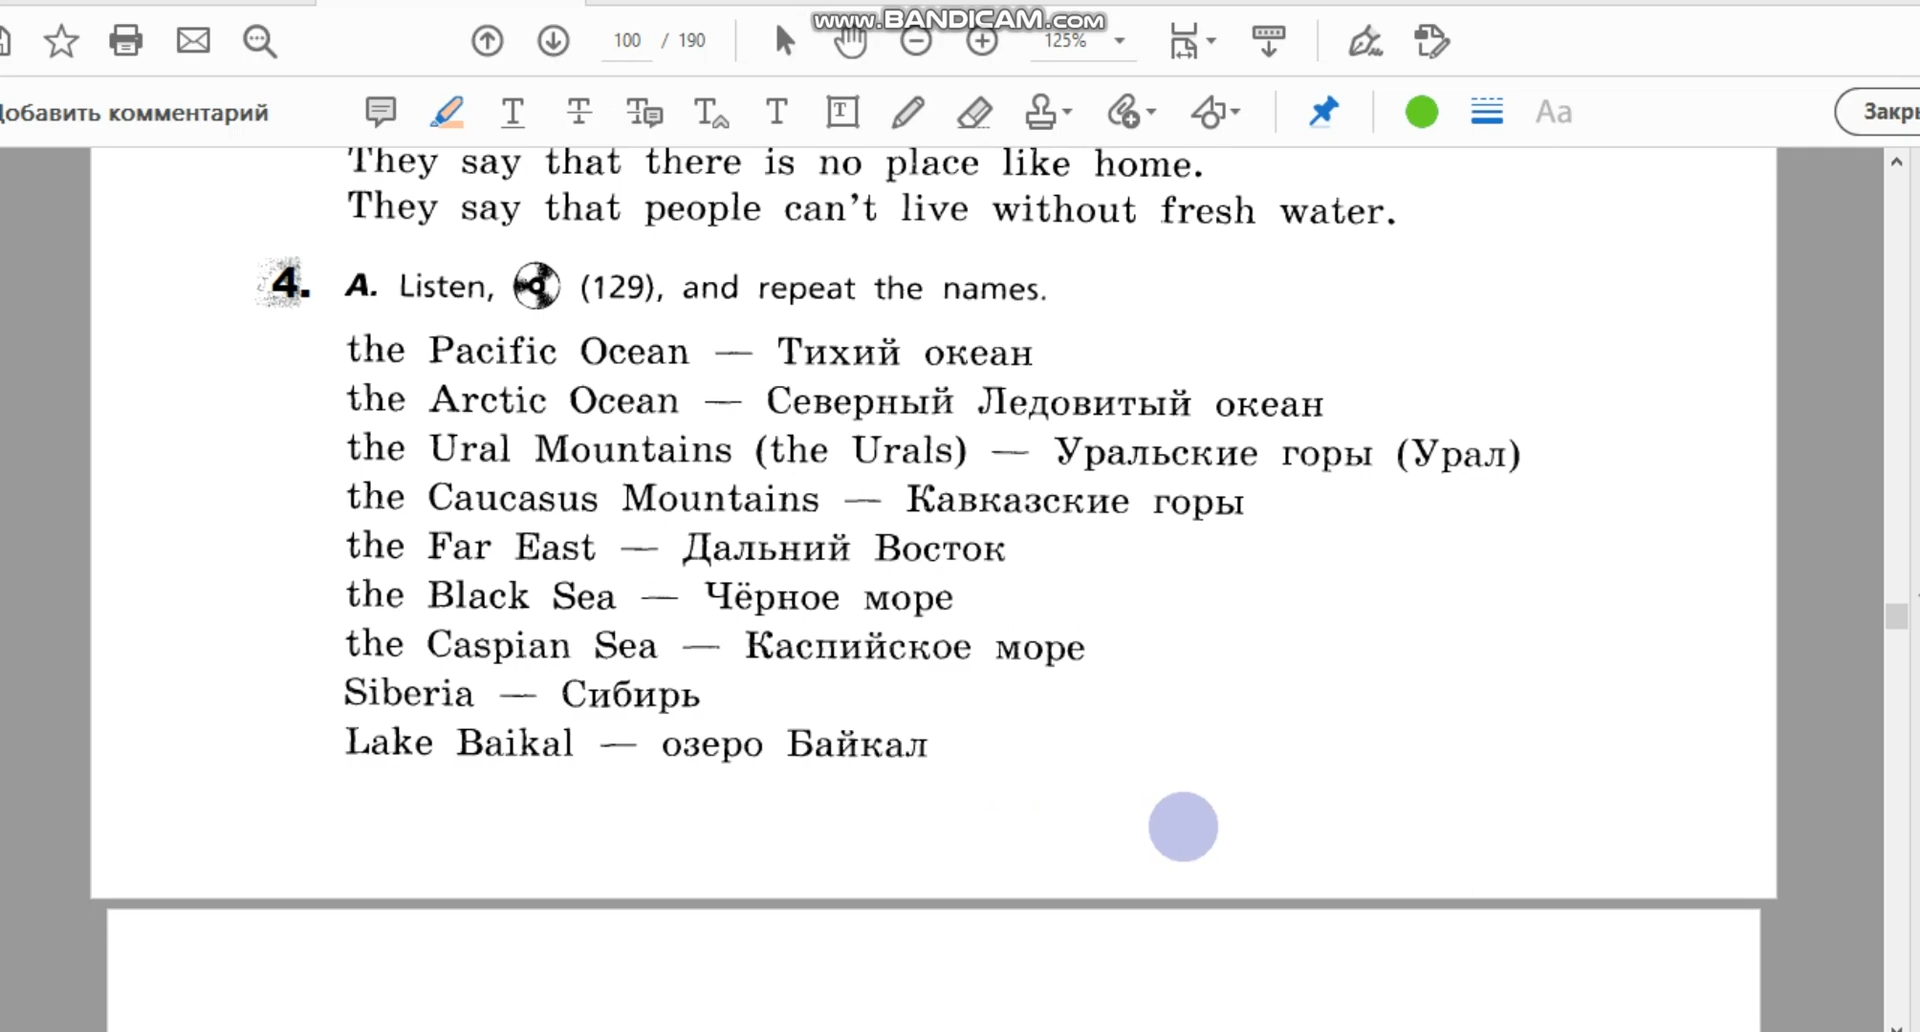 www.BANDICAM.com
100 / 190
125%
Добавить комментарий
Aa
They say that there is no place like home.
They say that people can't live without fresh water.
4. A. Listen, (129), and repeat the names.
the Pacific Ocean — Тихий океан
the Arctic Ocean — Северный Ледовитый океан
the Ural Mountains (the Urals) — Уральские горы (Урал)
the Caucasus Mountains — Кавказские горы
the Far East — Дальний Восток
the Black Sea — Чёрное море
the Caspian Sea — Каспийское море
Siberia — Сибирь
Lake Baikal — озеро Байкал